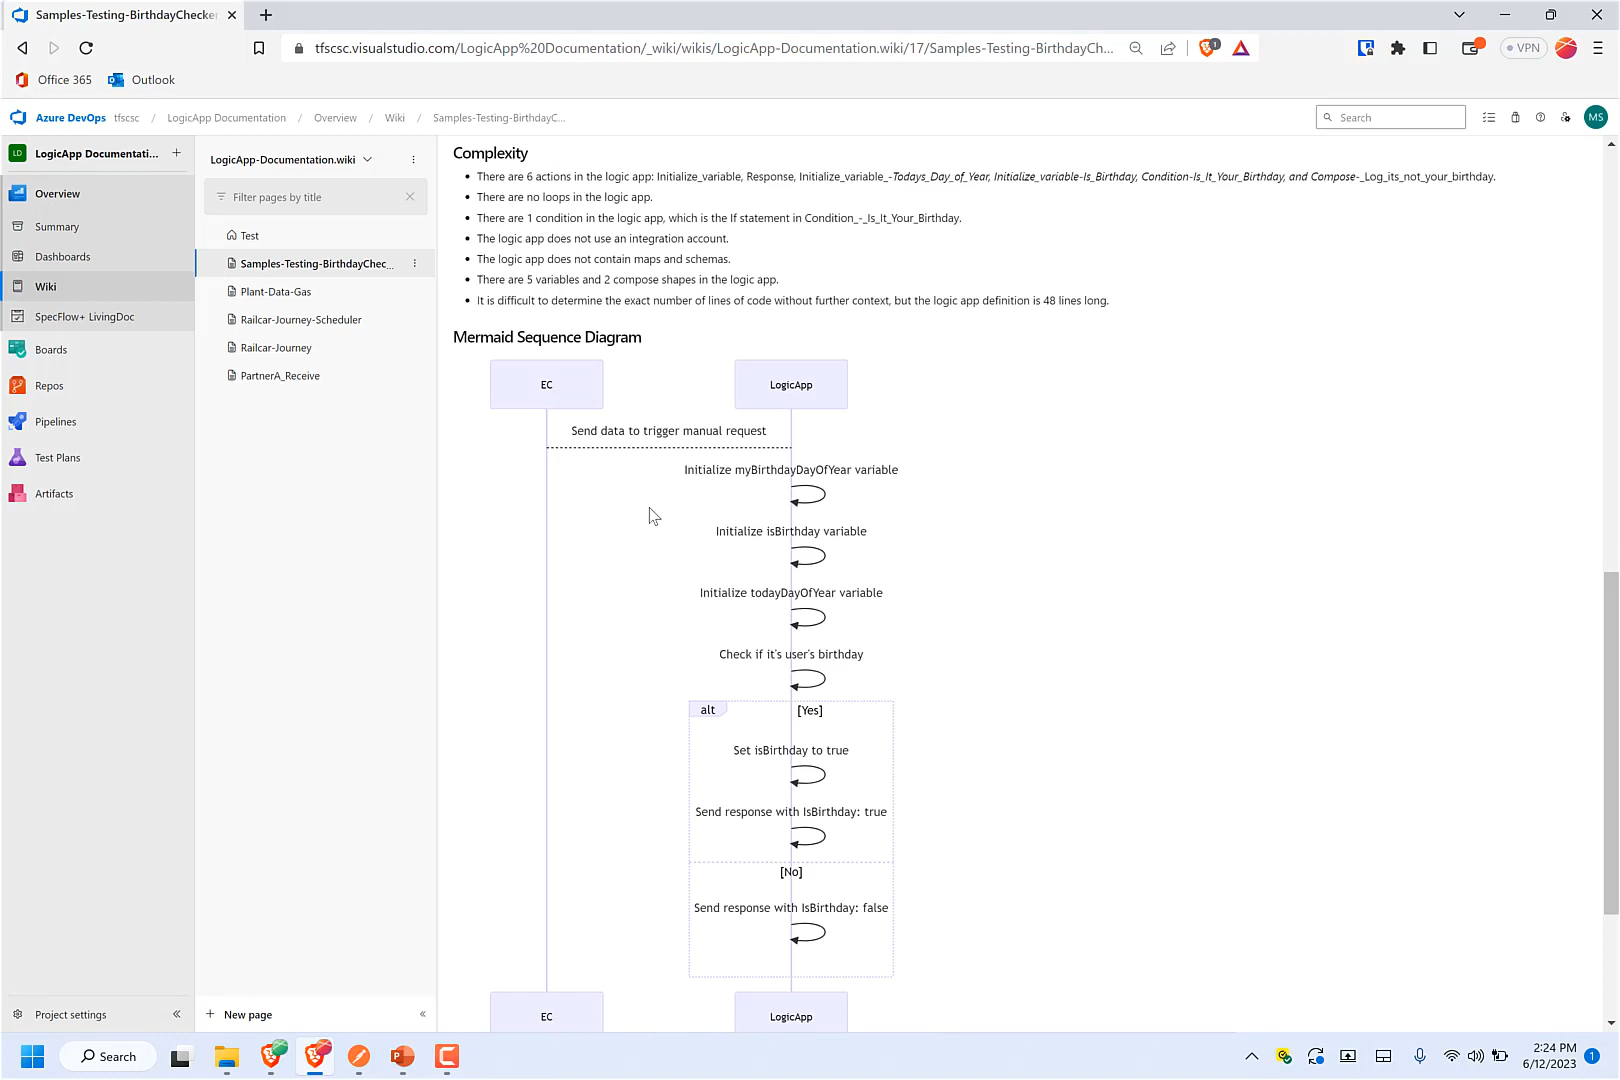 Samples-Testing-BirthdayChecker
tfscsc.visualstudio.com/LogicApp%20Documentation/_wiki/wikis/LogicApp-Documentation.wiki/17/Samples-Testing-BirthdayCh...
1
VPN
Office 365
Outlook
Azure DevOps
tfscsc
/
LogicApp Documentation
/
Overview
/
Wiki
/
Samples-Testing-BirthdayC...
Search
MS
LD
LogicApp Documentati...
Overview
Summary
Dashboards
Wiki
SpecFlow+ LivingDoc
Boards
Repos
Pipelines
Test Plans
Artifacts
Project settings
LogicApp-Documentation.wiki
Filter pages by title
Test
Samples-Testing-BirthdayChec...
Plant-Data-Gas
Railcar-Journey-Scheduler
Railcar-Journey
PartnerA_Receive
New page
Complexity
There are 6 actions in the logic app: Initialize_variable, Response, Initialize_variable_-Todays_Day_of_Year, Initialize_variable-Is_Birthday, Condition-Is_It_Your_Birthday, and Compose-_Log_its_not_your_birthday.
There are no loops in the logic app.
There are 1 condition in the logic app, which is the If statement in Condition_-_Is_It_Your_Birthday.
The logic app does not use an integration account.
The logic app does not contain maps and schemas.
There are 5 variables and 2 compose shapes in the logic app.
It is difficult to determine the exact number of lines of code without further context, but the logic app definition is 48 lines long.
Mermaid Sequence Diagram
EC
LogicApp
Send data to trigger manual request
Initialize myBirthdayDayOfYear variable
Initialize isBirthday variable
Initialize todayDayOfYear variable
Check if it's user's birthday
alt
[Yes]
Set isBirthday to true
Send response with IsBirthday: true
[No]
Send response with IsBirthday: false
EC
LogicApp
Search
P
2:24 PM
6/12/2023
1